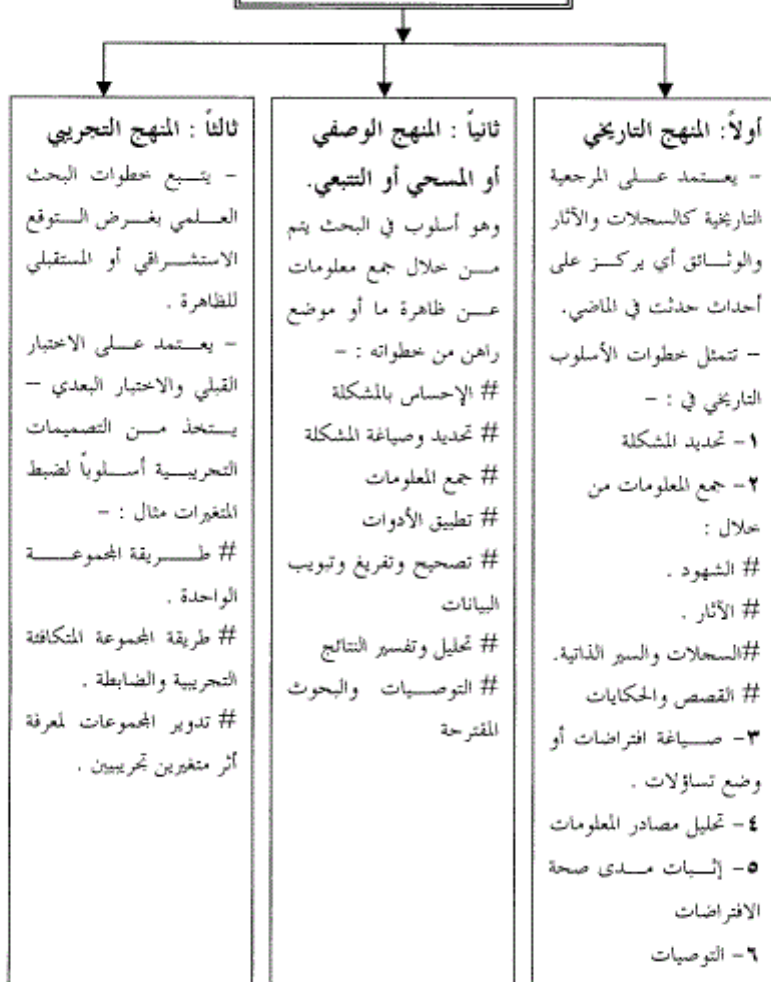 أولاً: المنهج التاريخي
- يعتمد على المرجعية
التاريخية كالسجلات والآثار
والوثائق أي يركز على
أحداث حدثت في الماضي.
- تتمثل خطوات الأسلوب
التاريخي في : -
١- تحديد المشكلة
٢- جمع المعلومات من
خلال :
# الشهود .
# الآثار .
#السجلات والسير الذاتية.
# القصص والحكايات
٣- صياغة افتراضات أو
وضع تساؤلات .
٤- تحليل مصادر المعلومات
٥- إثبات مدى صحة
الافتراضات
٦- التوصيات
ثانياً : المنهج الوصفي
أو المسحي أو التتبعي.
وهو أسلوب في البحث يتم
من خلال جمع معلومات
عن ظاهرة ما أو موضع
راهن من خطواته : -
# الإحساس بالمشكلة
# تحديد وصياغة المشكلة
# جمع المعلومات
# تطبيق الأدوات
# تصحيح وتفريغ وتبويب
البيانات
# تحليل وتفسير النتائج
# التوصيات والبحوث
المقترحة
ثالثاً : المنهج التجريبي
- يتبع خطوات البحث
العلمي بغرض التوقع
الاستشراقي أو المستقبلي
للظاهرة .
- يعتمد على الاختبار
القبلي والاختبار البعدي –
يستخذ من التصميمات
التجريبية أسلوباً لضبط
المتغيرات مثال : -
# طريقة المجموعة
الواحدة .
# طريقة المجموعة المتكافئة
التجريبية والضابطة .
# تدوير المجموعات لمعرفة
أثر متغيرين تجريبيين .